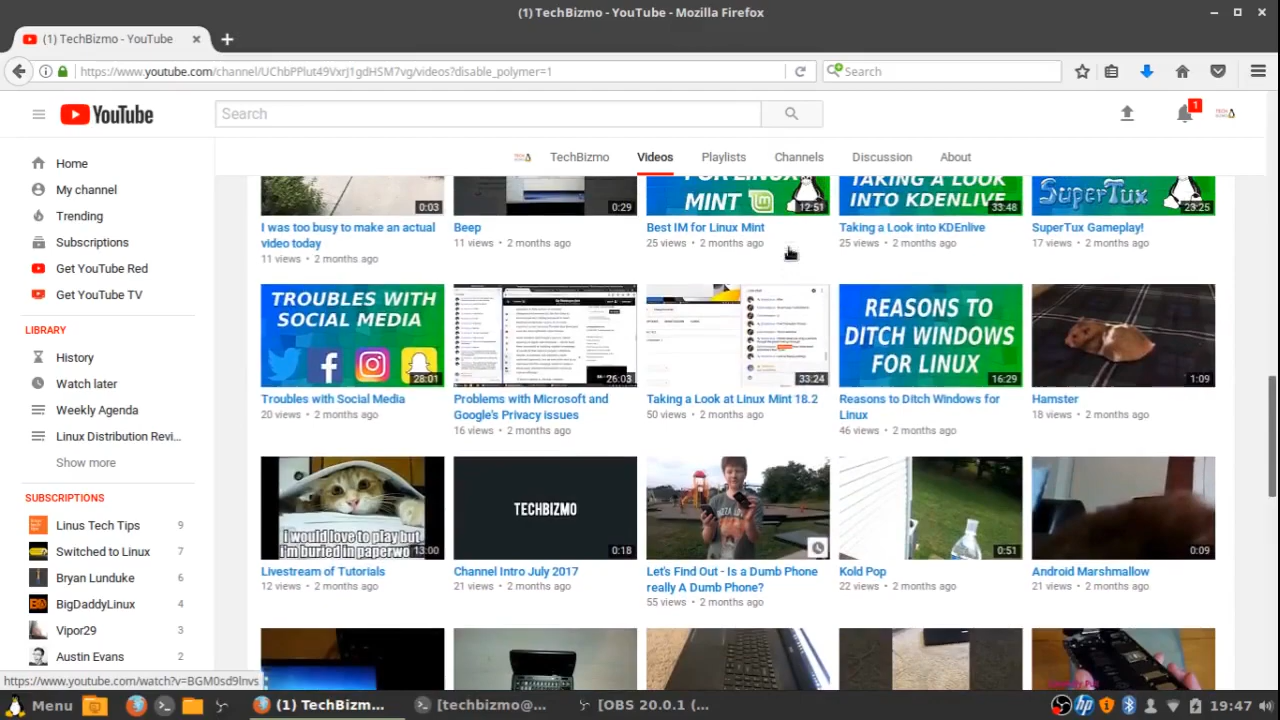 (1) TechBizmo - YouTube - Mozilla Firefox
(1) TechBizmo - YouTube
https://www.youtube.com/channel/UChbPPlut49VxrJ1gdHSM7vg/videos?disable_polymer=1
Search
YouTube
Search
1
TechBizmo
Videos
Playlists
Channels
Discussion
About
Home
My channel
Trending
Subscriptions
Get YouTube Red
Get YouTube TV
LIBRARY
History
Watch later
Weekly Agenda
Linux Distribution Revi...
Show more
SUBSCRIPTIONS
Linus Tech Tips 9
Switched to Linux 7
Bryan Lunduke 6
BigDaddyLinux 4
Vipor29 3
Austin Evans 2
0:03
I was too busy to make an actual
video today
11 views • 2 months ago
0:29
Beep
11 views • 2 months ago
FOR LINUX
MINT
12:51
Best IM for Linux Mint
25 views • 2 months ago
TAKING A LOOK
INTO KDENLIVE
33:48
Taking a Look into KDEnlive
25 views • 2 months ago
SuperTux
23:25
SuperTux Gameplay!
17 views • 2 months ago
TROUBLES WITH
SOCIAL MEDIA
28:01
Troubles with Social Media
20 views • 2 months ago
26:03
Problems with Microsoft and
Google's Privacy issues
16 views • 2 months ago
33:24
Taking a Look at Linux Mint 18.2
50 views • 2 months ago
REASONS TO
DITCH WINDOWS
FOR LINUX
16:29
Reasons to Ditch Windows for
Linux
46 views • 2 months ago
1:09
Hamster
18 views • 2 months ago
I would love to play but
i'm buried in paperwo
13:00
Livestream of Tutorials
12 views • 2 months ago
TECHBIZMO
0:18
Channel Intro July 2017
21 views • 2 months ago
Let's Find Out - Is a Dumb Phone
really A Dumb Phone?
55 views • 2 months ago
0:51
Kold Pop
22 views • 2 months ago
0:09
Android Marshmallow
21 views • 2 months ago
https://www.youtube.com/watch?v=BGM0sd9lnvs
Menu
(1) TechBizm...
[techbizmo@...
[OBS 20.0.1 (...
19:47